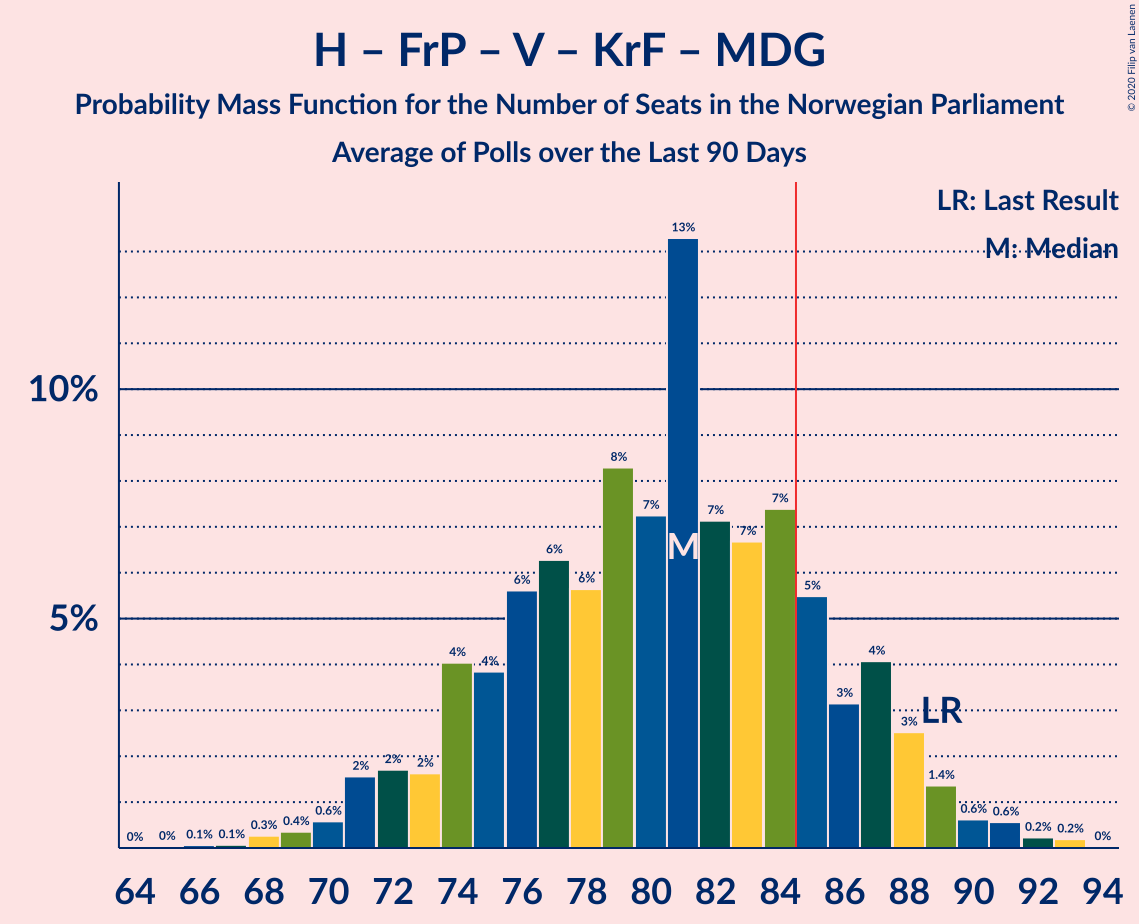 H – FrP – V – KrF – MDG
Probability Mass Function for the Number of Seats in the Norwegian Parliament
Average of Polls over the Last 90 Days
© 2020 Filip van Laenen
LR: Last Result
M: Median
10%
5%
0% 0% 0.1% 0.1% 0.3% 0.4% 0.6% 2% 2% 2% 4% 4% 6% 6% 6% 8% 7% 13% 7% 7% 7% 5% 3% 4% 3% 1.4% 0.6% 0.6% 0.2% 0.2% 0%
M
LR
64 66 68 70 72 74 76 78 80 82 84 86 88 90 92 94